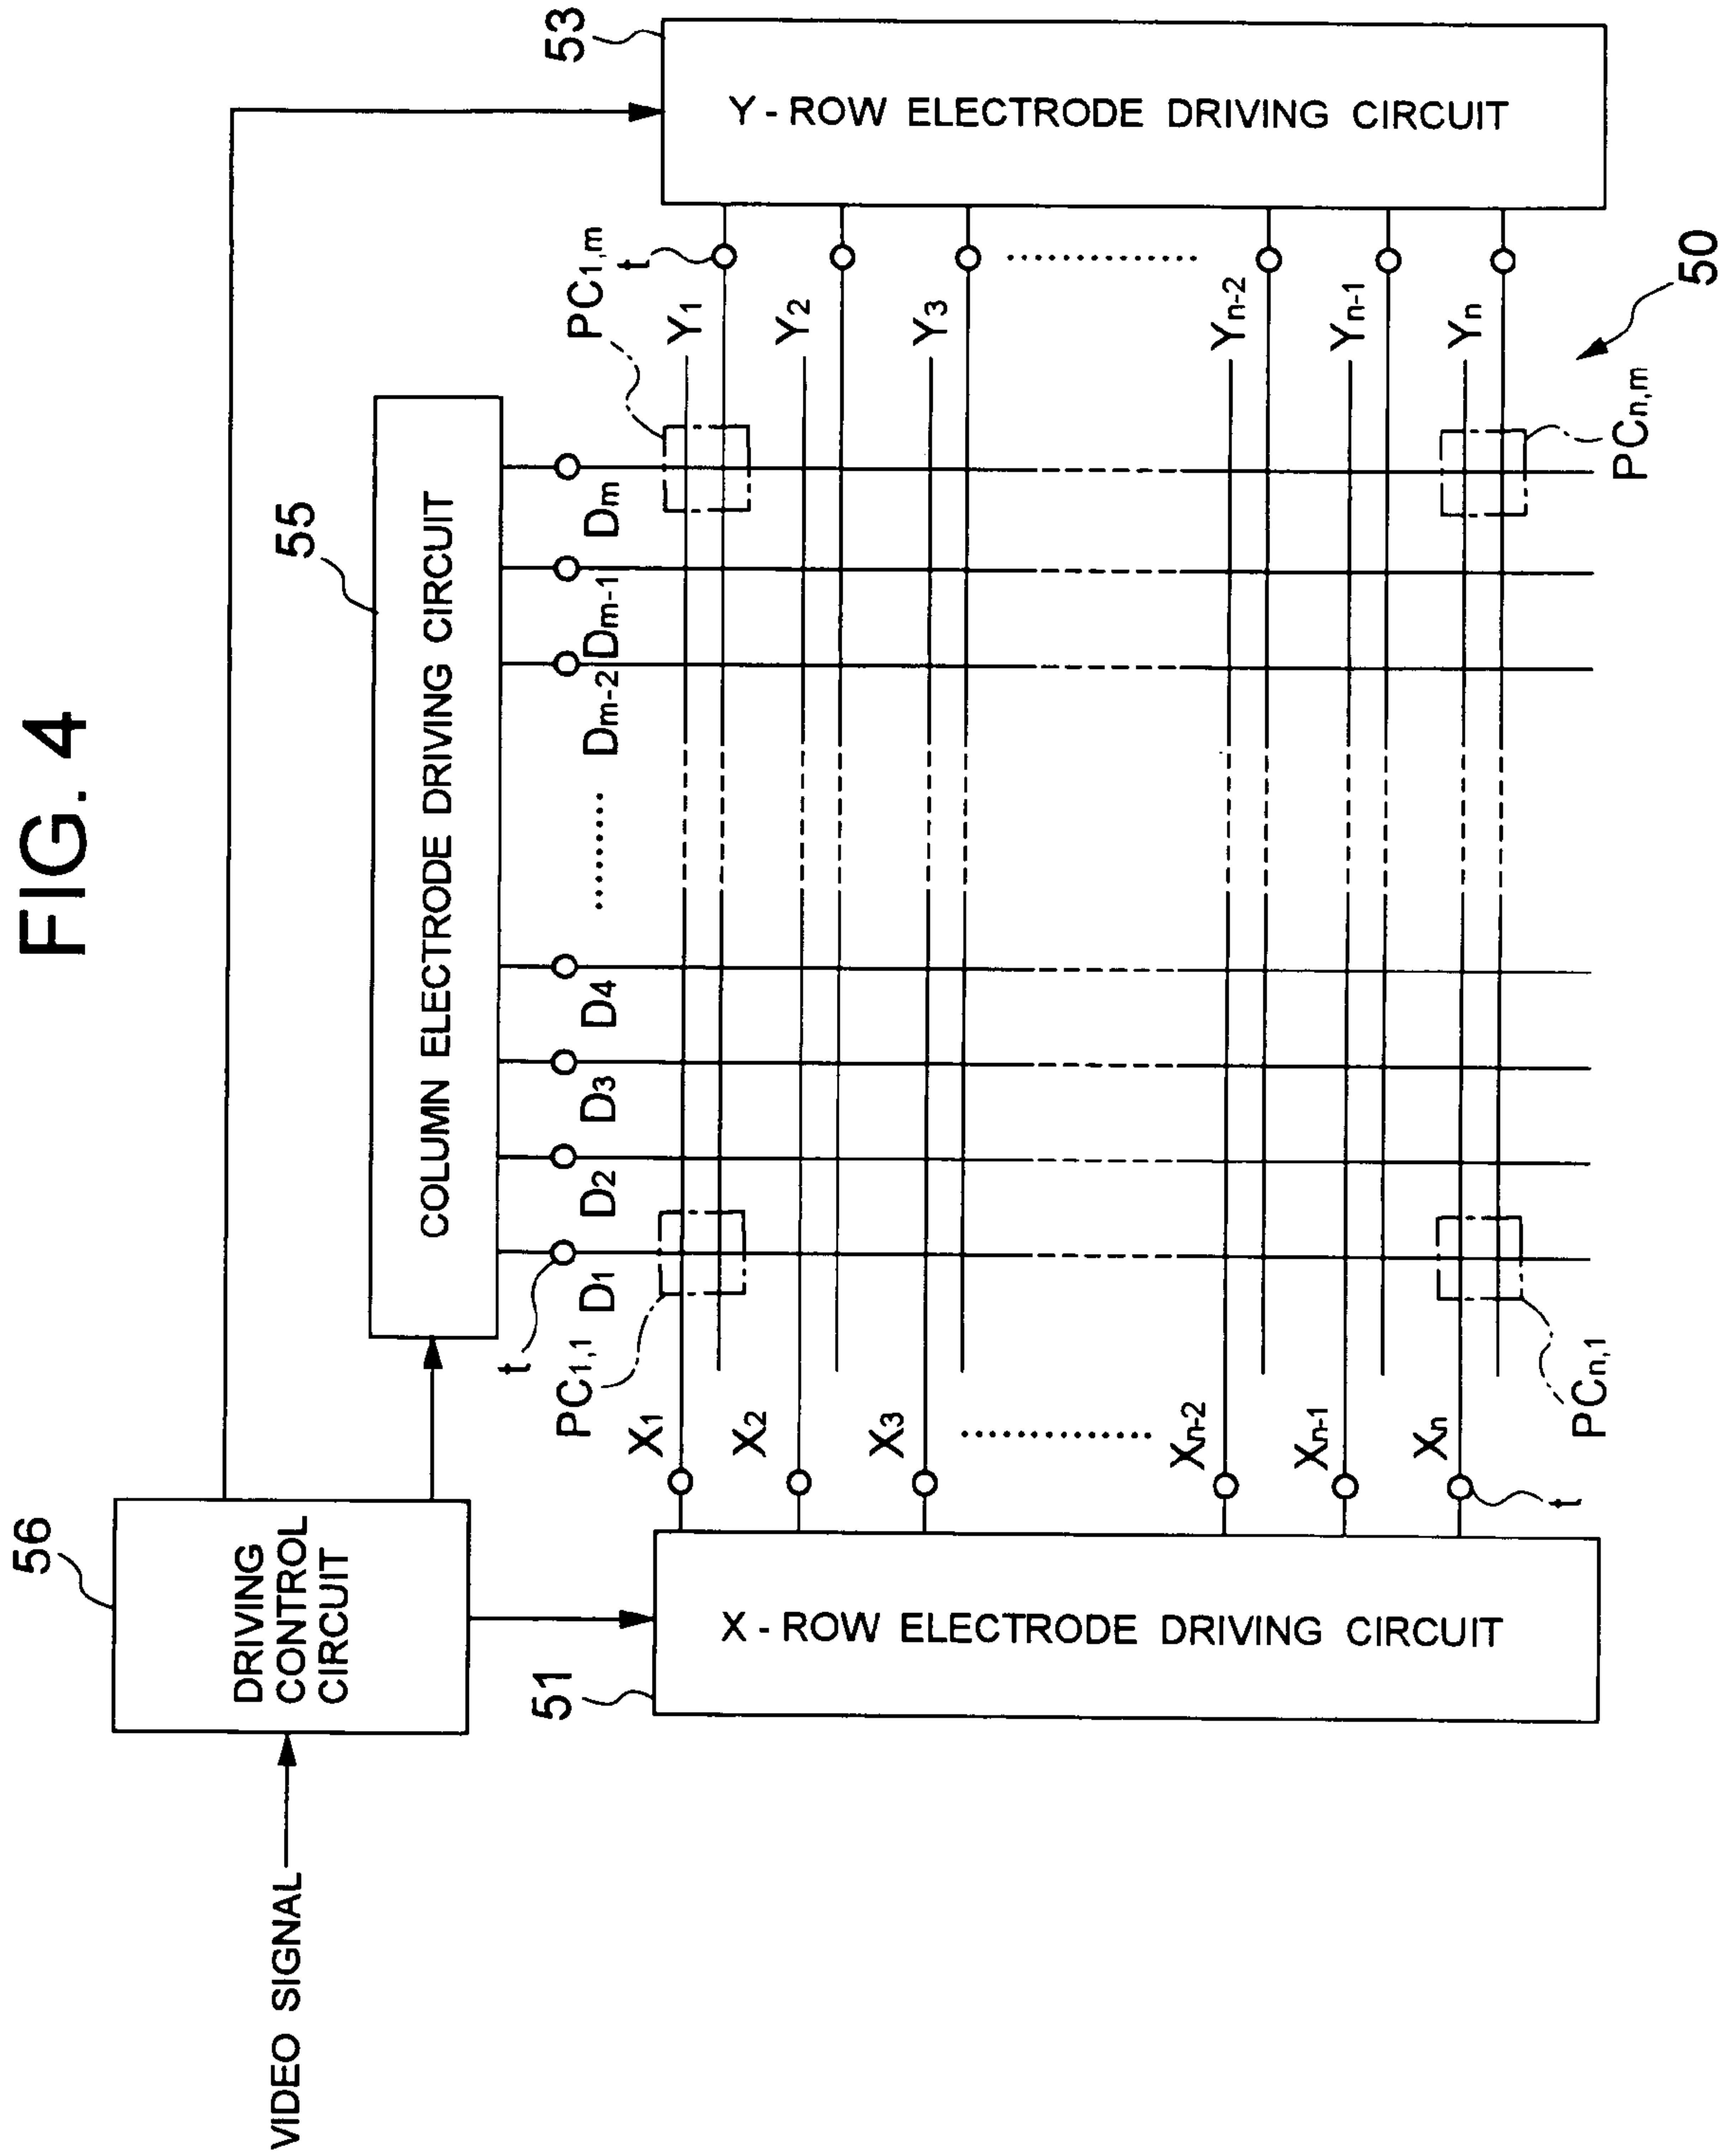 FIG. 4
56
DRIVING
CONTROL
CIRCUIT
VIDEO SIGNAL
55
COLUMN ELECTRODE DRIVING CIRCUIT
53
Y - ROW ELECTRODE DRIVING CIRCUIT
51
X - ROW ELECTRODE DRIVING CIRCUIT
t
D1
D2
D3
D4
........
Dm-2
Dm-1
Dm
PC1,1
PC1,m
t
X1
X2
X3
..............
Xn-2
Xn-1
Xn
t
Y1
Y2
Y3
..............
Yn-2
Yn-1
Yn
PCn,1
PCn,m
50